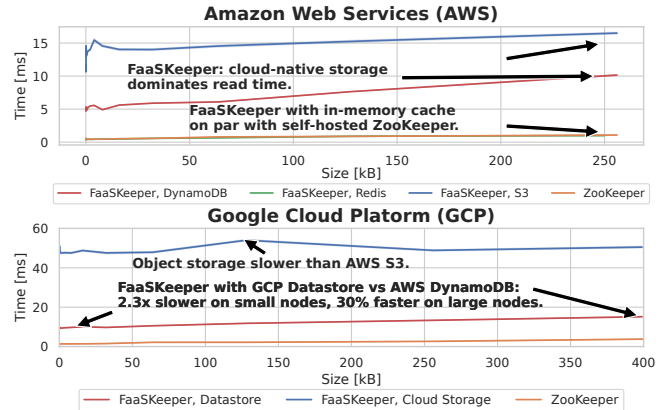 Amazon Web Services (AWS)
Time [ms]
15
10
5
0
FaaSKeeper: cloud-native storage
dominates read time.
FaaSKeeper with in-memory cache
on par with self-hosted ZooKeeper.
0 50 100 150 200 250
Size [kB]
FaaSKeeper, DynamoDB FaaSKeeper, Redis FaaSKeeper, S3 ZooKeeper
Google Cloud Platorm (GCP)
Time [ms]
60
40
20
0
Object storage slower than AWS S3.
FaaSKeeper with GCP Datastore vs AWS DynamoDB:
2.3x slower on small nodes, 30% faster on large nodes.
0 50 100 150 200 250 300 350 400
Size [kB]
FaaSKeeper, Datastore FaaSKeeper, Cloud Storage ZooKeeper